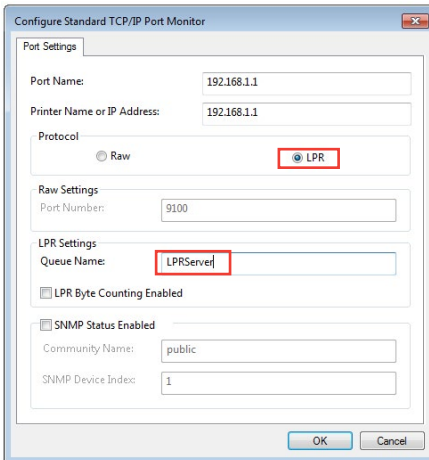 Configure Standard TCP/IP Port Monitor
Port Settings
Port Name: 192.168.1.1
Printer Name or IP Address: 192.168.1.1
Protocol
Raw LPR
Raw Settings
Port Number: 9100
LPR Settings
Queue Name: LPRServer
LPR Byte Counting Enabled
SNMP Status Enabled
Community Name: public
SNMP Device Index: 1
OK Cancel